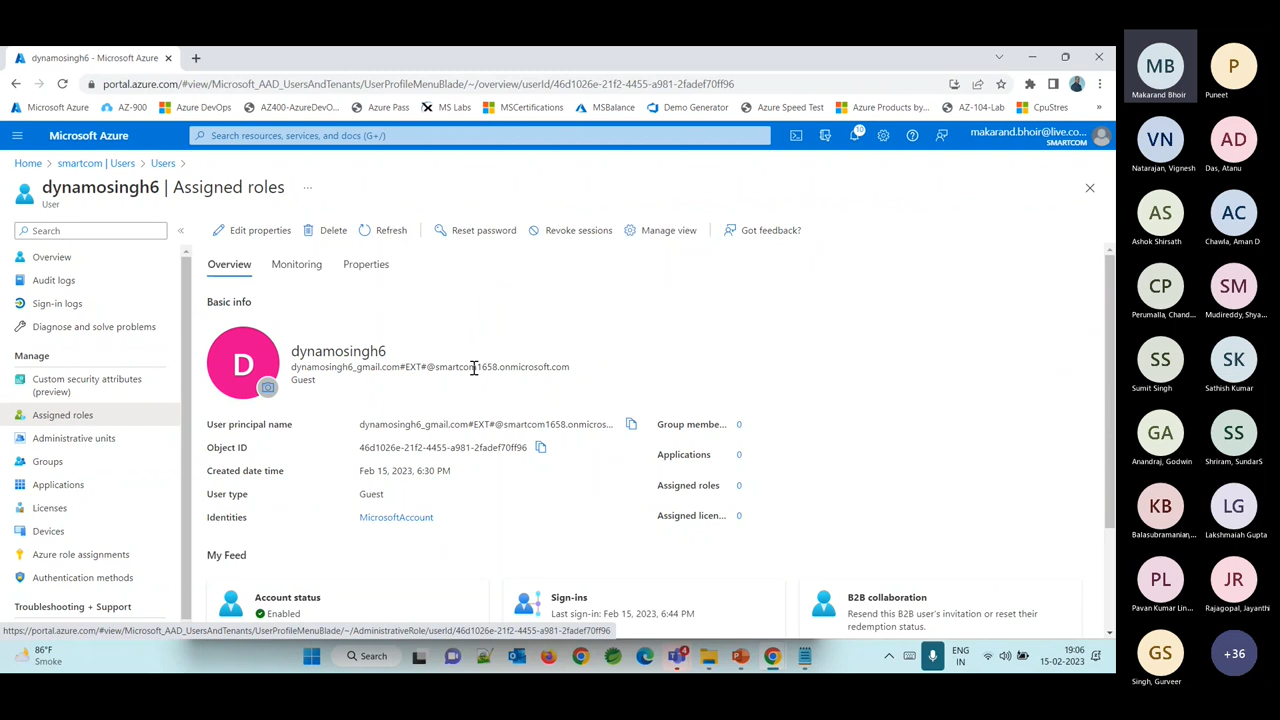 dynamosingh6 - Microsoft Azure
portal.azure.com/#view/Microsoft_AAD_UsersAndTenants/UserProfileMenuBlade/~/overview/userId/46d1026e-21f2-4455-a981-2fadef70ff96
Microsoft Azure
AZ-900
Azure DevOps
AZ400-AzureDevO...
Azure Pass
MS Labs
MSCertifications
MSBalance
Demo Generator
Azure Speed Test
Azure Products by...
AZ-104-Lab
CpuStres
»
Microsoft Azure
Search resources, services, and docs (G+/)
10
makarand.bhoir@live.co...
SMARTCOM
Home > smartcom | Users > Users >
dynamosingh6 | Assigned roles ...
User
Search
«
Edit properties
Delete
Refresh
Reset password
Revoke sessions
Manage view
Got feedback?
Overview
Audit logs
Sign-in logs
Diagnose and solve problems
Manage
Custom security attributes
(preview)
Assigned roles
Administrative units
Groups
Applications
Licenses
Devices
Azure role assignments
Authentication methods
Troubleshooting + Support
Overview
Monitoring
Properties
Basic info
D
dynamosingh6
dynamosingh6_gmail.com#EXT#@smartcom1658.onmicrosoft.com
Guest
User principal name
dynamosingh6_gmail.com#EXT#@smartcom1658.onmicros...
Object ID
46d1026e-21f2-4455-a981-2fadef70ff96
Created date time
Feb 15, 2023, 6:30 PM
User type
Guest
Identities
MicrosoftAccount
Group membe... 0
Applications 0
Assigned roles 0
Assigned licen... 0
My Feed
Account status
Enabled
Sign-ins
Last sign-in: Feb 15, 2023, 6:44 PM
B2B collaboration
Resend this B2B user's invitation or reset their
redemption status.
https://portal.azure.com/#view/Microsoft_AAD_UsersAndTenants/UserProfileMenuBlade/~/AdministrativeRole/userId/46d1026e-21f2-4455-a981-2fadef70ff96
86°F
Smoke
Search
4
ENG
IN
19:06
15-02-2023
MB
Makarand Bhoir
P
Puneet
VN
Natarajan, Vignesh
AD
Das, Atanu
AS
Ashok Shirsath
AC
Chawla, Aman D
CP
Perumalla, Chand...
SM
Mudireddy, Shya...
SS
Sumit Singh
SK
Sathish Kumar
GA
Anandraj, Godwin
SS
Shriram, SundarS
KB
Balasubramanian,...
LG
Lakshmaiah Gupta
PL
Pavan Kumar Lin...
JR
Rajagopal, Jayanthi
GS
Singh, Gurveer
+36